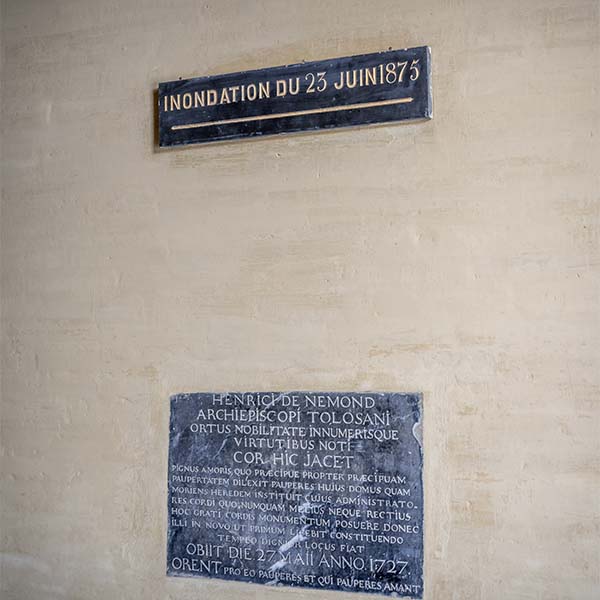 INONDATION DU 23 JUIN 1875
HENRICI DE NEMOND
ARCHIEPISCOPI TOLOSANI
ORTUS NOBILITATE INNUMERISQUE
VIRTUTIBUS NOTI
COR HIC JACET
PIGNUS AMORIS QUO PRÆCIPUE PROPTER PRÆCIPUAM
PAUPERTATEM DILEXIT PAUPERES HUIUS DOMUS QUAM
MORIENS HEREDEM INSTITUIT CUIUS ADMINISTRATO-
RES CORDI QUO NUMQUAM MELIUS NEQUE RECTIUS
HOC GRATI CORDIS MONUMENTUM POSUERE DONEC
ILLI IN NOVO UT PRIMUM LICEBIT CONSTITUENDO
TEMPLO DIGNIOR LOCUS FIAT
OBIIT DIE 27 MAII ANNO. 1727.
ORENT PRO EO PAUPERES ET QUI PAUPERES AMANT